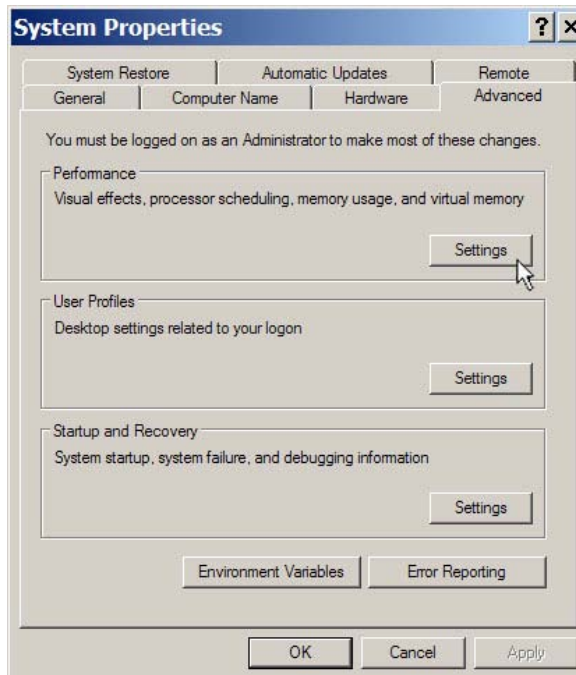 System Properties
System Restore Automatic Updates Remote
General Computer Name Hardware Advanced
You must be logged on as an Administrator to make most of these changes.
Performance
Visual effects, processor scheduling, memory usage, and virtual memory
Settings
User Profiles
Desktop settings related to your logon
Settings
Startup and Recovery
System startup, system failure, and debugging information
Settings
Environment Variables Error Reporting
OK Cancel Apply